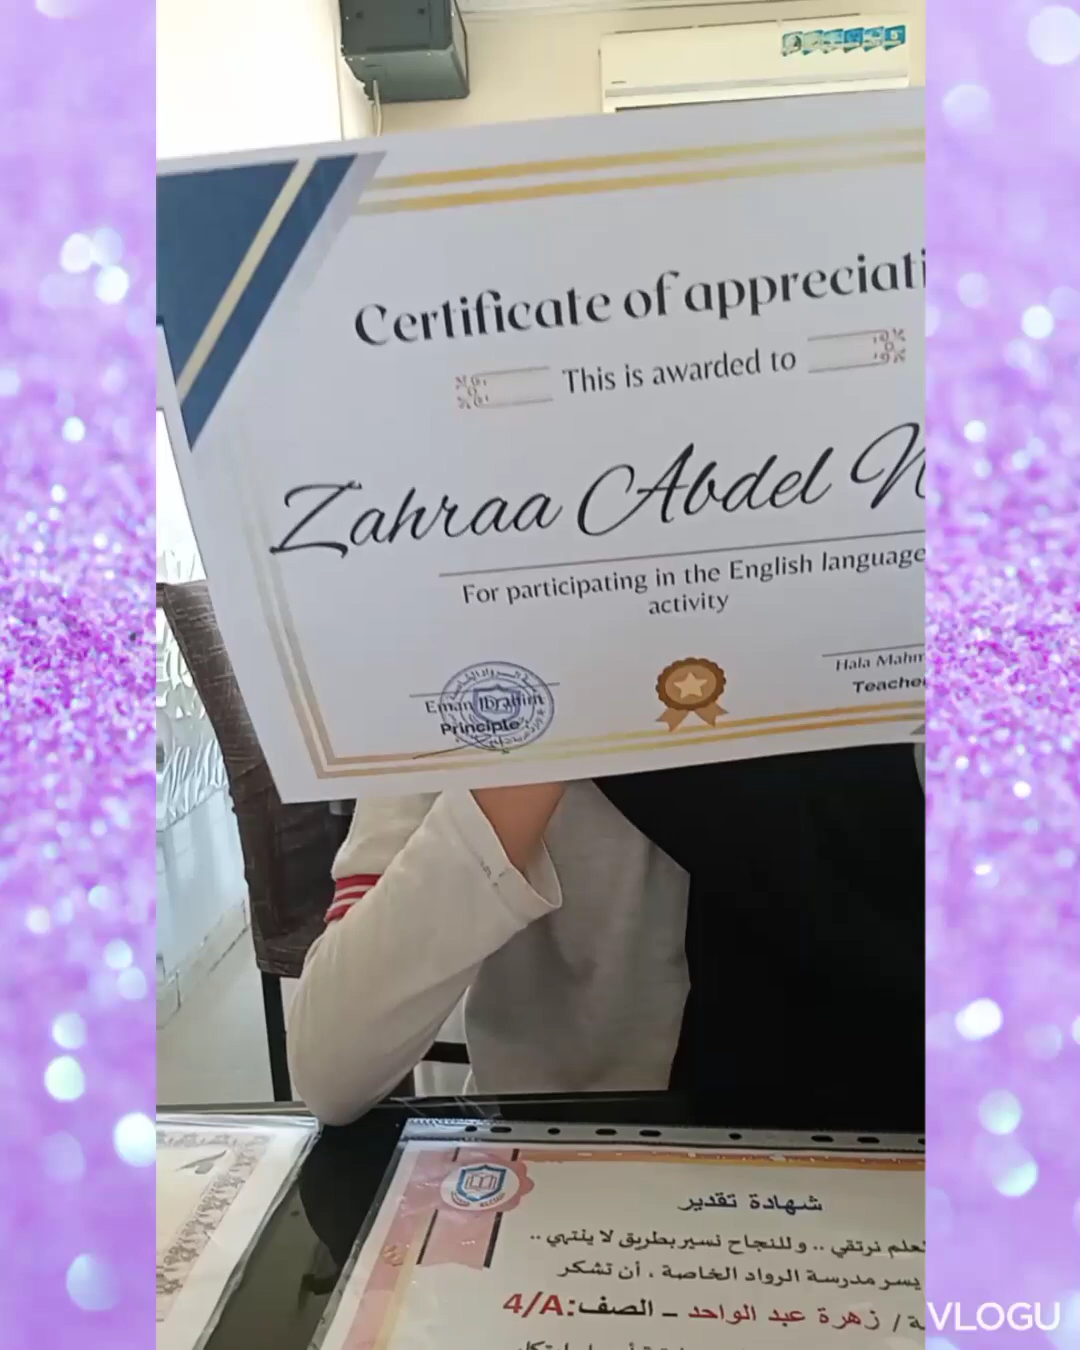 Certificate of appreciati
This is awarded to
Zahraa Abdel N
For participating in the English language
activity
Hala Mahm
Teacher
Eman Ibrahim
Principle
شهادة تقدير
نرتقي .. وللنجاح نسير بطريق لا ينتهي ..
يسر مدرسة الرواد الخاصة ، أن تشكر
ة / زهرة عبد الواحد – الصف:4/A
VLOGU